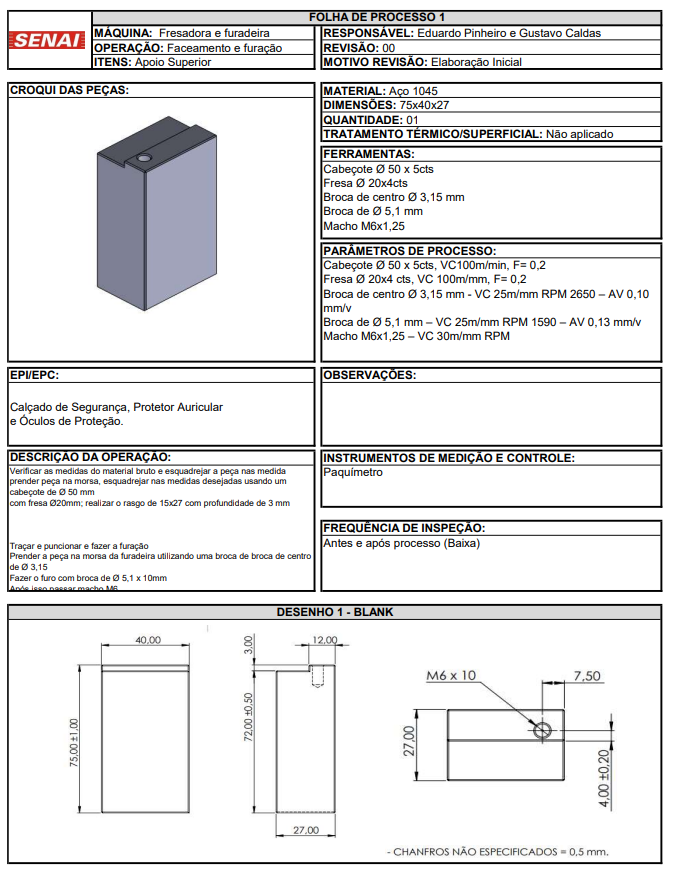 FOLHA DE PROCESSO 1
SENAI
MÁQUINA: Fresadora e furadeira
RESPONSÁVEL: Eduardo Pinheiro e Gustavo Caldas
OPERAÇÃO: Faceamento e furação
REVISÃO: 00
ITENS: Apoio Superior
MOTIVO REVISÃO: Elaboração Inicial
CROQUI DAS PEÇAS:
MATERIAL: Aço 1045
DIMENSÕES: 75x40x27
QUANTIDADE: 01
TRATAMENTO TÉRMICO/SUPERFICIAL: Não aplicado
FERRAMENTAS:
Cabeçote Ø 50 x 5cts
Fresa Ø 20x4cts
Broca de centro Ø 3,15 mm
Broca de Ø 5,1 mm
Macho M6x1,25
PARÂMETROS DE PROCESSO:
Cabeçote Ø 50 x 5cts, VC100m/min, F= 0,2
Fresa Ø 20x4 cts, VC 100m/mm, F= 0,2
Broca de centro Ø 3,15 mm - VC 25m/mm RPM 2650 – AV 0,10
mm/v
Broca de Ø 5,1 mm – VC 25m/mm RPM 1590 – AV 0,13 mm/v
Macho M6x1,25 – VC 30m/mm RPM
EPI/EPC:
Calçado de Segurança, Protetor Auricular
e Óculos de Proteção.
OBSERVAÇÕES:
DESCRIÇÃO DA OPERAÇÃO:
Verificar as medidas do material bruto e esquadrejar a peça nas medida
prender peça na morsa, esquadrejar nas medidas desejadas usando um
cabeçote de Ø 50 mm
com fresa Ø20mm; realizar o rasgo de 15x27 com profundidade de 3 mm
Traçar e puncionar e fazer a furação
Prender a peça na morsa da furadeira utilizando uma broca de broca de centro
de Ø 3,15
Fazer o furo com broca de Ø 5,1 x 10mm
Após isso passar macho M6
INSTRUMENTOS DE MEDIÇÃO E CONTROLE:
Paquímetro
FREQUÊNCIA DE INSPEÇÃO:
Antes e após processo (Baixa)
DESENHO 1 - BLANK
40,00
75,00 ±1,00
3,00
12,00
72,00 ±0,50
27,00
M6 x 10
7,50
27,00
4,00 ±0,20
- CHANFROS NÃO ESPECIFICADOS = 0,5 mm.